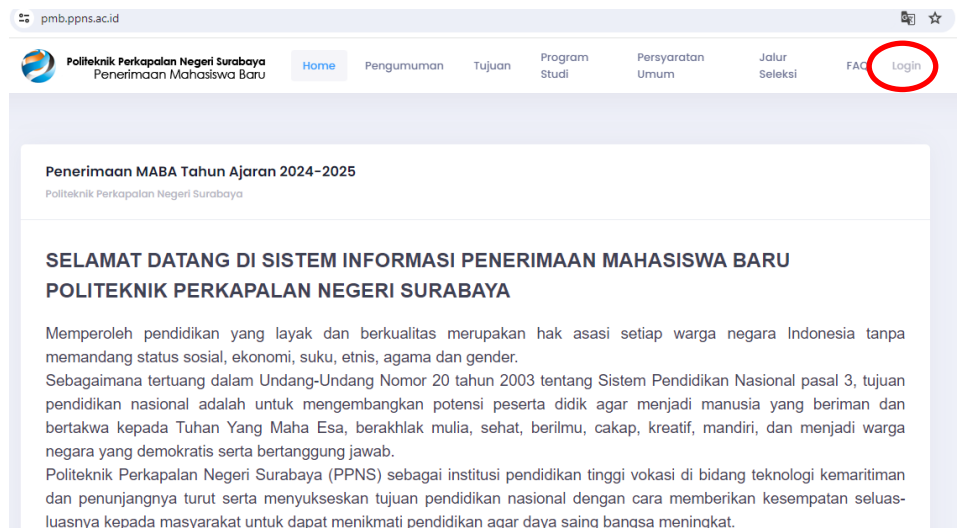 pmb.ppns.ac.id
Politeknik Perkapalan Negeri Surabaya
Penerimaan Mahasiswa Baru
Home
Pengumuman
Tujuan
Program
Studi
Persyaratan
Umum
Jalur
Seleksi
FAQ
Login
Penerimaan MABA Tahun Ajaran 2024-2025
Politeknik Perkapalan Negeri Surabaya
SELAMAT DATANG DI SISTEM INFORMASI PENERIMAAN MAHASISWA BARU
POLITEKNIK PERKAPALAN NEGERI SURABAYA
Memperoleh pendidikan yang layak dan berkualitas merupakan hak asasi setiap warga negara Indonesia tanpa
memandang status sosial, ekonomi, suku, etnis, agama dan gender.
Sebagaimana tertuang dalam Undang-Undang Nomor 20 tahun 2003 tentang Sistem Pendidikan Nasional pasal 3, tujuan
pendidikan nasional adalah untuk mengembangkan potensi peserta didik agar menjadi manusia yang beriman dan
bertakwa kepada Tuhan Yang Maha Esa, berakhlak mulia, sehat, berilmu, cakap, kreatif, mandiri, dan menjadi warga
negara yang demokratis serta bertanggung jawab.
Politeknik Perkapalan Negeri Surabaya (PPNS) sebagai institusi pendidikan tinggi vokasi di bidang teknologi kemaritiman
dan penunjangnya turut serta menyukseskan tujuan pendidikan nasional dengan cara memberikan kesempatan seluas-
luasnya kepada masyarakat untuk dapat menikmati pendidikan agar daya saing bangsa meningkat.